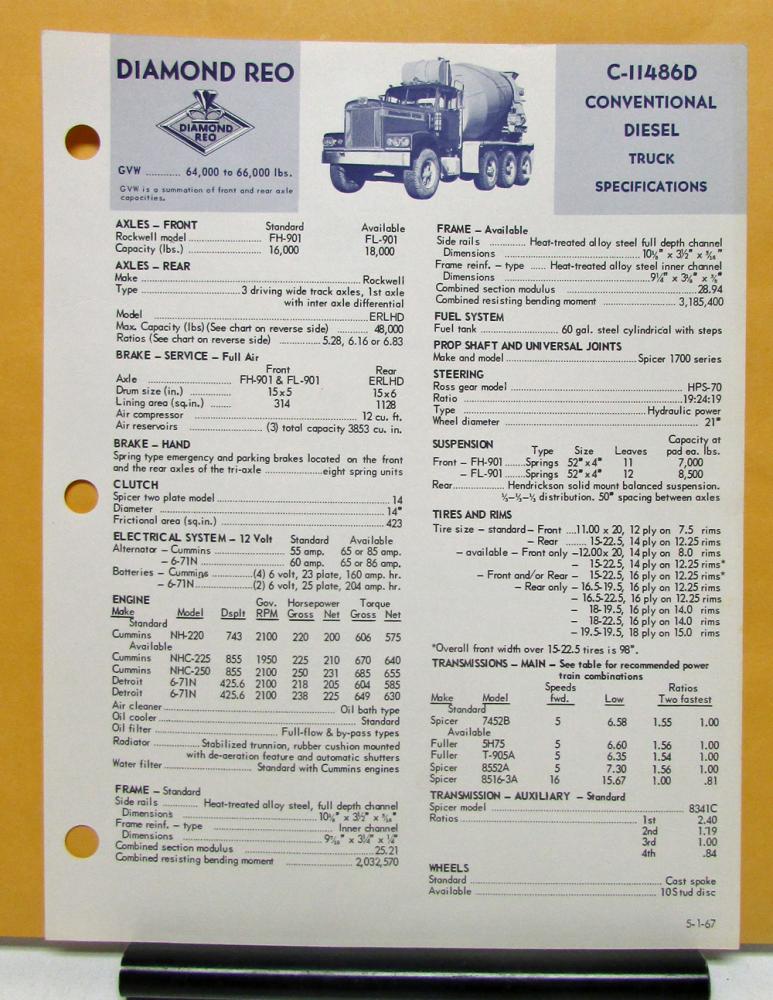 DIAMOND REO
DIAMOND
REO
GVW ........... 64,000 to 66,000 lbs.
GVW is a summation of front and rear axle
capacities.
C-11486D
CONVENTIONAL
DIESEL
TRUCK
SPECIFICATIONS
AXLES – FRONT Standard Available
Rockwell model ........ FH-901 FL-901
Capacity (lbs.) ........ 16,000 18,000
AXLES – REAR
Make ........ Rockwell
Type ........ 3 driving wide track axles, 1st axle
with inter axle differential
Model ........ ERLHD
Max. Capacity (lbs) (See chart on reverse side) ........ 48,000
Ratios (See chart on reverse side) ........ 5.28, 6.16 or 6.83
BRAKE – SERVICE – Full Air
Front Rear
Axle ........ FH-901 & FL-901 ERLHD
Drum size (in.) ........ 15x5 15x6
Lining area (sq.in.) ........ 314 1128
Air compressor ........ 12 cu. ft.
Air reservoirs ........ (3) total capacity 3853 cu. in.
BRAKE – HAND
Spring type emergency and parking brakes located on the front
and the rear axles of the tri-axle ........ eight spring units
CLUTCH
Spicer two plate model ........ 14
Diameter ........ 14"
Frictional area (sq.in.) ........ 423
ELECTRICAL SYSTEM – 12 Volt Standard Available
Alternator – Cummins ........ 55 amp. 65 or 85 amp.
– 6-71N ........ 60 amp. 65 or 86 amp.
Batteries – Cummins ........ (4) 6 volt, 23 plate, 160 amp. hr.
– 6-71N ........ (2) 6 volt, 25 plate, 204 amp. hr.
ENGINE Gov. Horsepower Torque
Make Model Dsplt RPM Gross Net Gross Net
Standard
Cummins NH-220 743 2100 220 200 606 575
Available
Cummins NHC-225 855 1950 225 210 670 640
Cummins NHC-250 855 2100 250 231 685 655
Detroit 6-71N 425.6 2100 218 205 604 585
Detroit 6-71N 425.6 2100 238 225 649 630
Air cleaner ........ Oil bath type
Oil cooler ........ Standard
Oil filter ........ Full-flow & by-pass types
Radiator ........ Stabilized trunnion, rubber cushion mounted
with de-aeration feature and automatic shutters
Water filter ........ Standard with Cummins engines
FRAME – Standard
Side rails ........ Heat-treated alloy steel, full depth channel
Dimensions ........ x 3½" x
Frame reinf. – type ........ Inner channel
Dimensions ........ x 3¼" x ¼"
Combined section modulus ........ 25.21
Combined resisting bending moment ........ 2,032,570
FRAME – Available
Side rails ........ Heat-treated alloy steel full depth channel
Dimensions ........ x 3½" x
Frame reinf. – type ...... Heat-treated alloy steel inner channel
Dimensions ........ 9¼" x x
Combined section modulus ........ 28.94
Combined resisting bending moment ........ 3,185,400
FUEL SYSTEM
Fuel tank ........ 60 gal. steel cylindrical with steps
PROP SHAFT AND UNIVERSAL JOINTS
Make and model ........ Spicer 1700 series
STEERING
Ross gear model ........ HPS-70
Ratio ........ 19:24:19
Type ........ Hydraulic power
Wheel diameter ........ 21"
SUSPENSION Capacity at
Type Size Leaves pad ea. lbs.
Front – FH-901 ...... Springs 52"x4" 11 7,000
– FL-901 ...... Springs 52"x4" 12 8,500
Rear ........ Hendrickson solid mount balanced suspension.
⅓-⅓-⅓ distribution. 50" spacing between axles
TIRES AND RIMS
Tire size – standard – Front ....11.00 x 20, 12 ply on 7.5 rims
– Rear ........ 15-22.5, 14 ply on 12.25 rims
– available – Front only –12.00x 20, 14 ply on 8.0 rims
– 15-22.5, 14 ply on 12.25 rims*
– Front and/or Rear – 15-22.5, 16 ply on 12.25 rims*
– Rear only – 16.5-19.5, 16 ply on 12.25 rims
– 16.5-22.5, 16 ply on 12.25 rims
– 18-19.5, 16 ply on 14.0 rims
– 18-22.5, 16 ply on 14.0 rims
– 19.5-19.5, 18 ply on 15.0 rims
*Overall front width over 15-22.5 tires is 98".
TRANSMISSIONS – MAIN – See table for recommended power
train combinations
Speeds Ratios
Make Model fwd. Low Two fastest
Standard
Spicer 7452B 5 6.58 1.55 1.00
Available
Fuller 5H75 5 6.60 1.56 1.00
Fuller T-905A 5 6.35 1.54 1.00
Spicer 8552A 5 7.30 1.56 1.00
Spicer 8516-3A 16 15.67 1.00 .81
TRANSMISSION – AUXILIARY – Standard
Spicer model ........ 8341C
Ratios ........ 1st 2.40
2nd 1.19
3rd 1.00
4th .84
WHEELS
Standard ........ Cast spoke
Available ........ 10 Stud disc
5-1-67